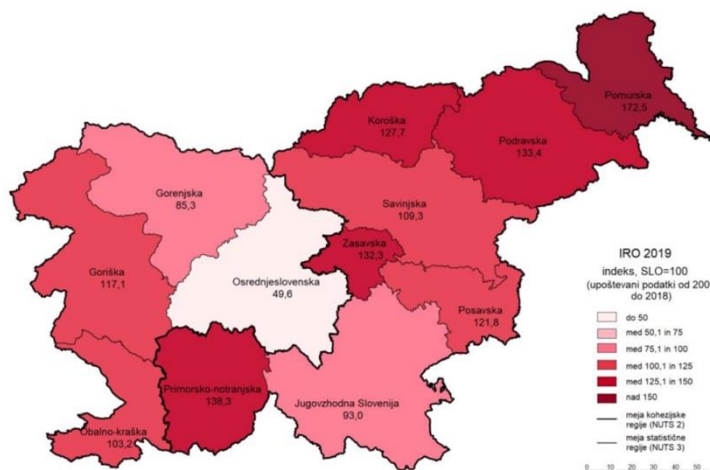 Pomurska
172,5
Koroška
127,7
Podravska
133,4
Gorenjska
85,3
Savinjska
109,3
Zasavska
132,3
Goriška
117,1
Osrednjeslovenska
49,6
Posavska
121,8
Primorsko-notranjska
138,3
Jugovzhodna Slovenija
93,0
Obalno-kraška
103,2
IRO 2019
indeks, SLO=100
(upoštevani podatki od 200
do 2018)
do 50
med 50,1 in 75
med 75,1 in 100
med 100,1 in 125
med 125,1 in 150
nad 150
meja kohezijske
regije (NUTS 2)
meja statistične
regije (NUTS 3)
0 10 20 30 40 50